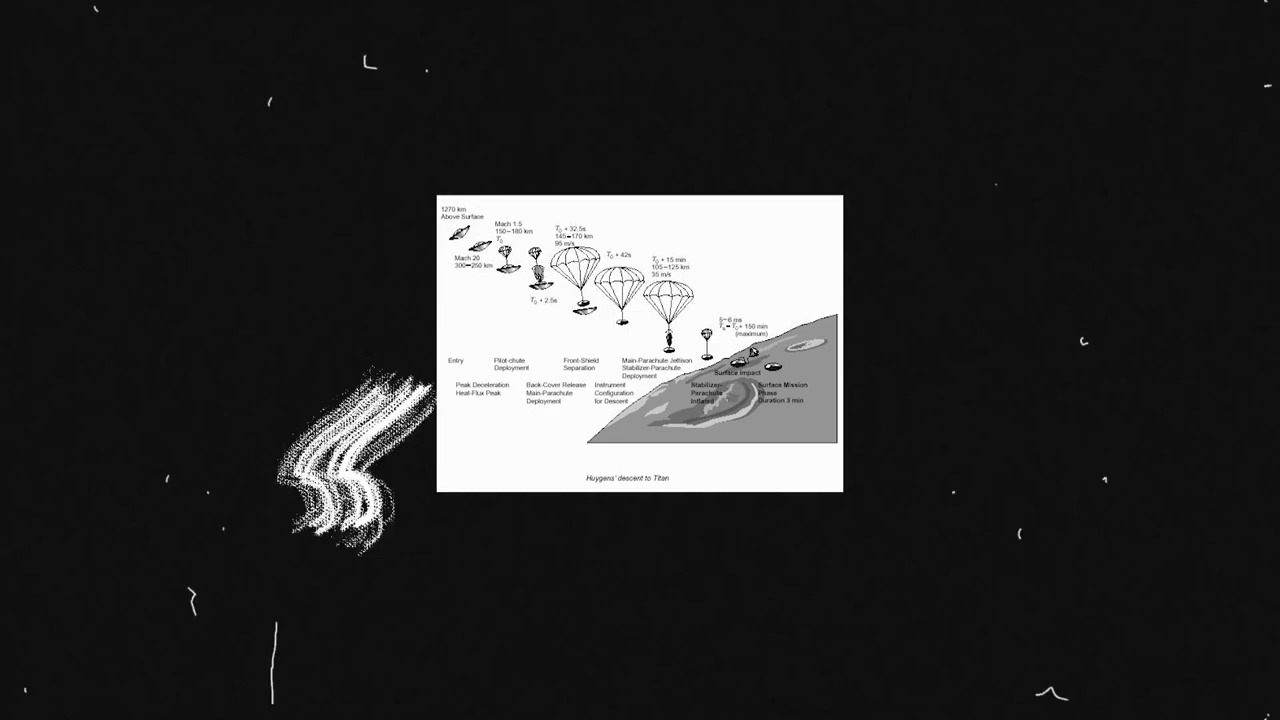 1270 km
Above Surface
Mach 20
300–250 km
Mach 1.5
150–180 km
T0
T0 + 2.5s
T0 + 32.5s
145–170 km
95 m/s
T0 + 42s
T0 + 15 min
105–125 km
35 m/s
5–6 ms
(maximum)
Entry
Pilot-chute
Deployment
Front-Shield
Separation
Main-Parachute Jettison
Stabilizer-Parachute
Deployment
Surface Impact
Peak Deceleration
Heat-Flux Peak
Back-Cover Release
Main-Parachute
Deployment
Instrument
Configuration
for Descent
Stabilizer-
Parachute
Inflated
Surface Mission
Phase
Duration 3 min
Huygens' descent to Titan